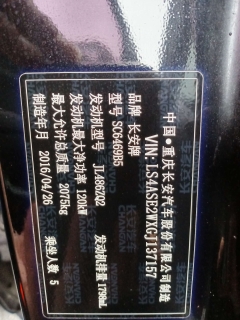 中国•重庆长安汽车股份有限公司制造
VIN:LS4ASE2WXGJ137157
品牌 长安牌
型号 SC6469B5
发动机型号 JL486ZQ2 发动机排量 1798mL
发动机最大净功率 120kW
最大允许总质量 2075kg
制造年月 2016/04/26 乘坐人数 5